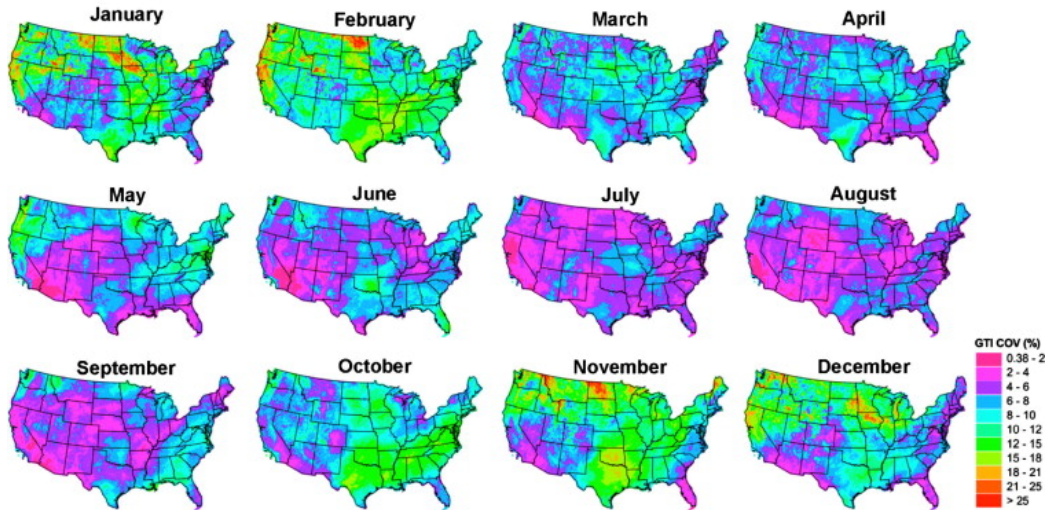 January
February
March
April
May
June
July
August
September
October
November
December
GTI COV (%)
0.38 - 2
2 - 4
4 - 6
6 - 8
8 - 10
10 - 12
12 - 15
15 - 18
18 - 21
21 - 25
> 25